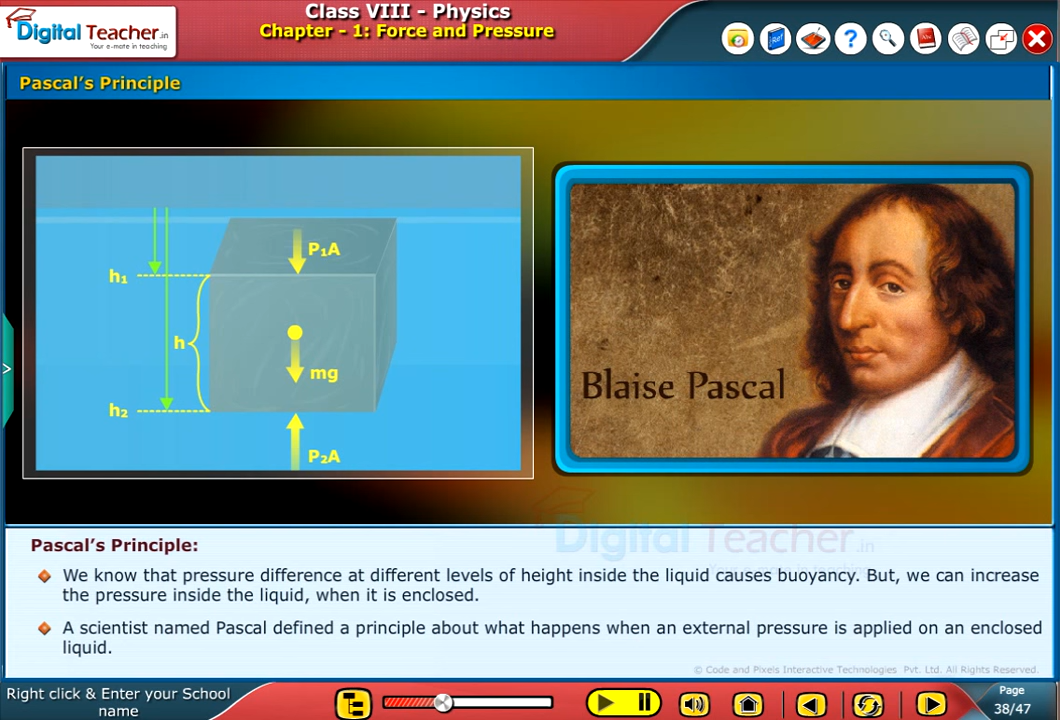 Digital Teacher.in
Your e-mate in teaching
Class VIII - Physics
Chapter - 1: Force and Pressure
Pascal's Principle
P₁A
h₁
h
mg
h₂
P₂A
Blaise Pascal
Digital Teacher.in
Pascal's Principle:
We know that pressure difference at different levels of height inside the liquid causes buoyancy. But, we can increase
the pressure inside the liquid, when it is enclosed.
A scientist named Pascal defined a principle about what happens when an external pressure is applied on an enclosed
liquid.
© Code and Pixels Interactive Technologies Pvt. Ltd. All Rights Reserved.
Right click & Enter your School
name
Page
38/47